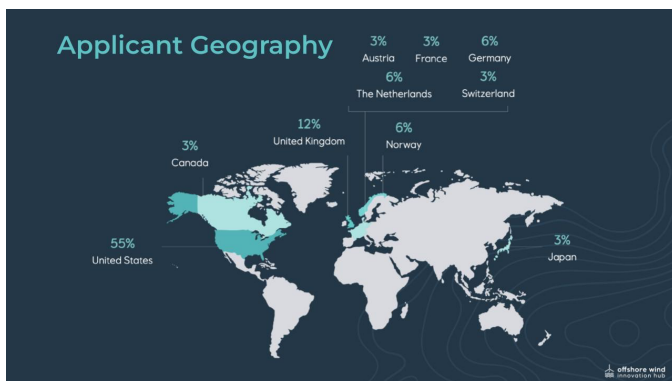 Applicant Geography
3%
Austria
3%
France
6%
Germany
6%
The Netherlands
3%
Switzerland
12%
United Kingdom
6%
Norway
3%
Canada
55%
United States
3%
Japan
offshore wind
innovation hub